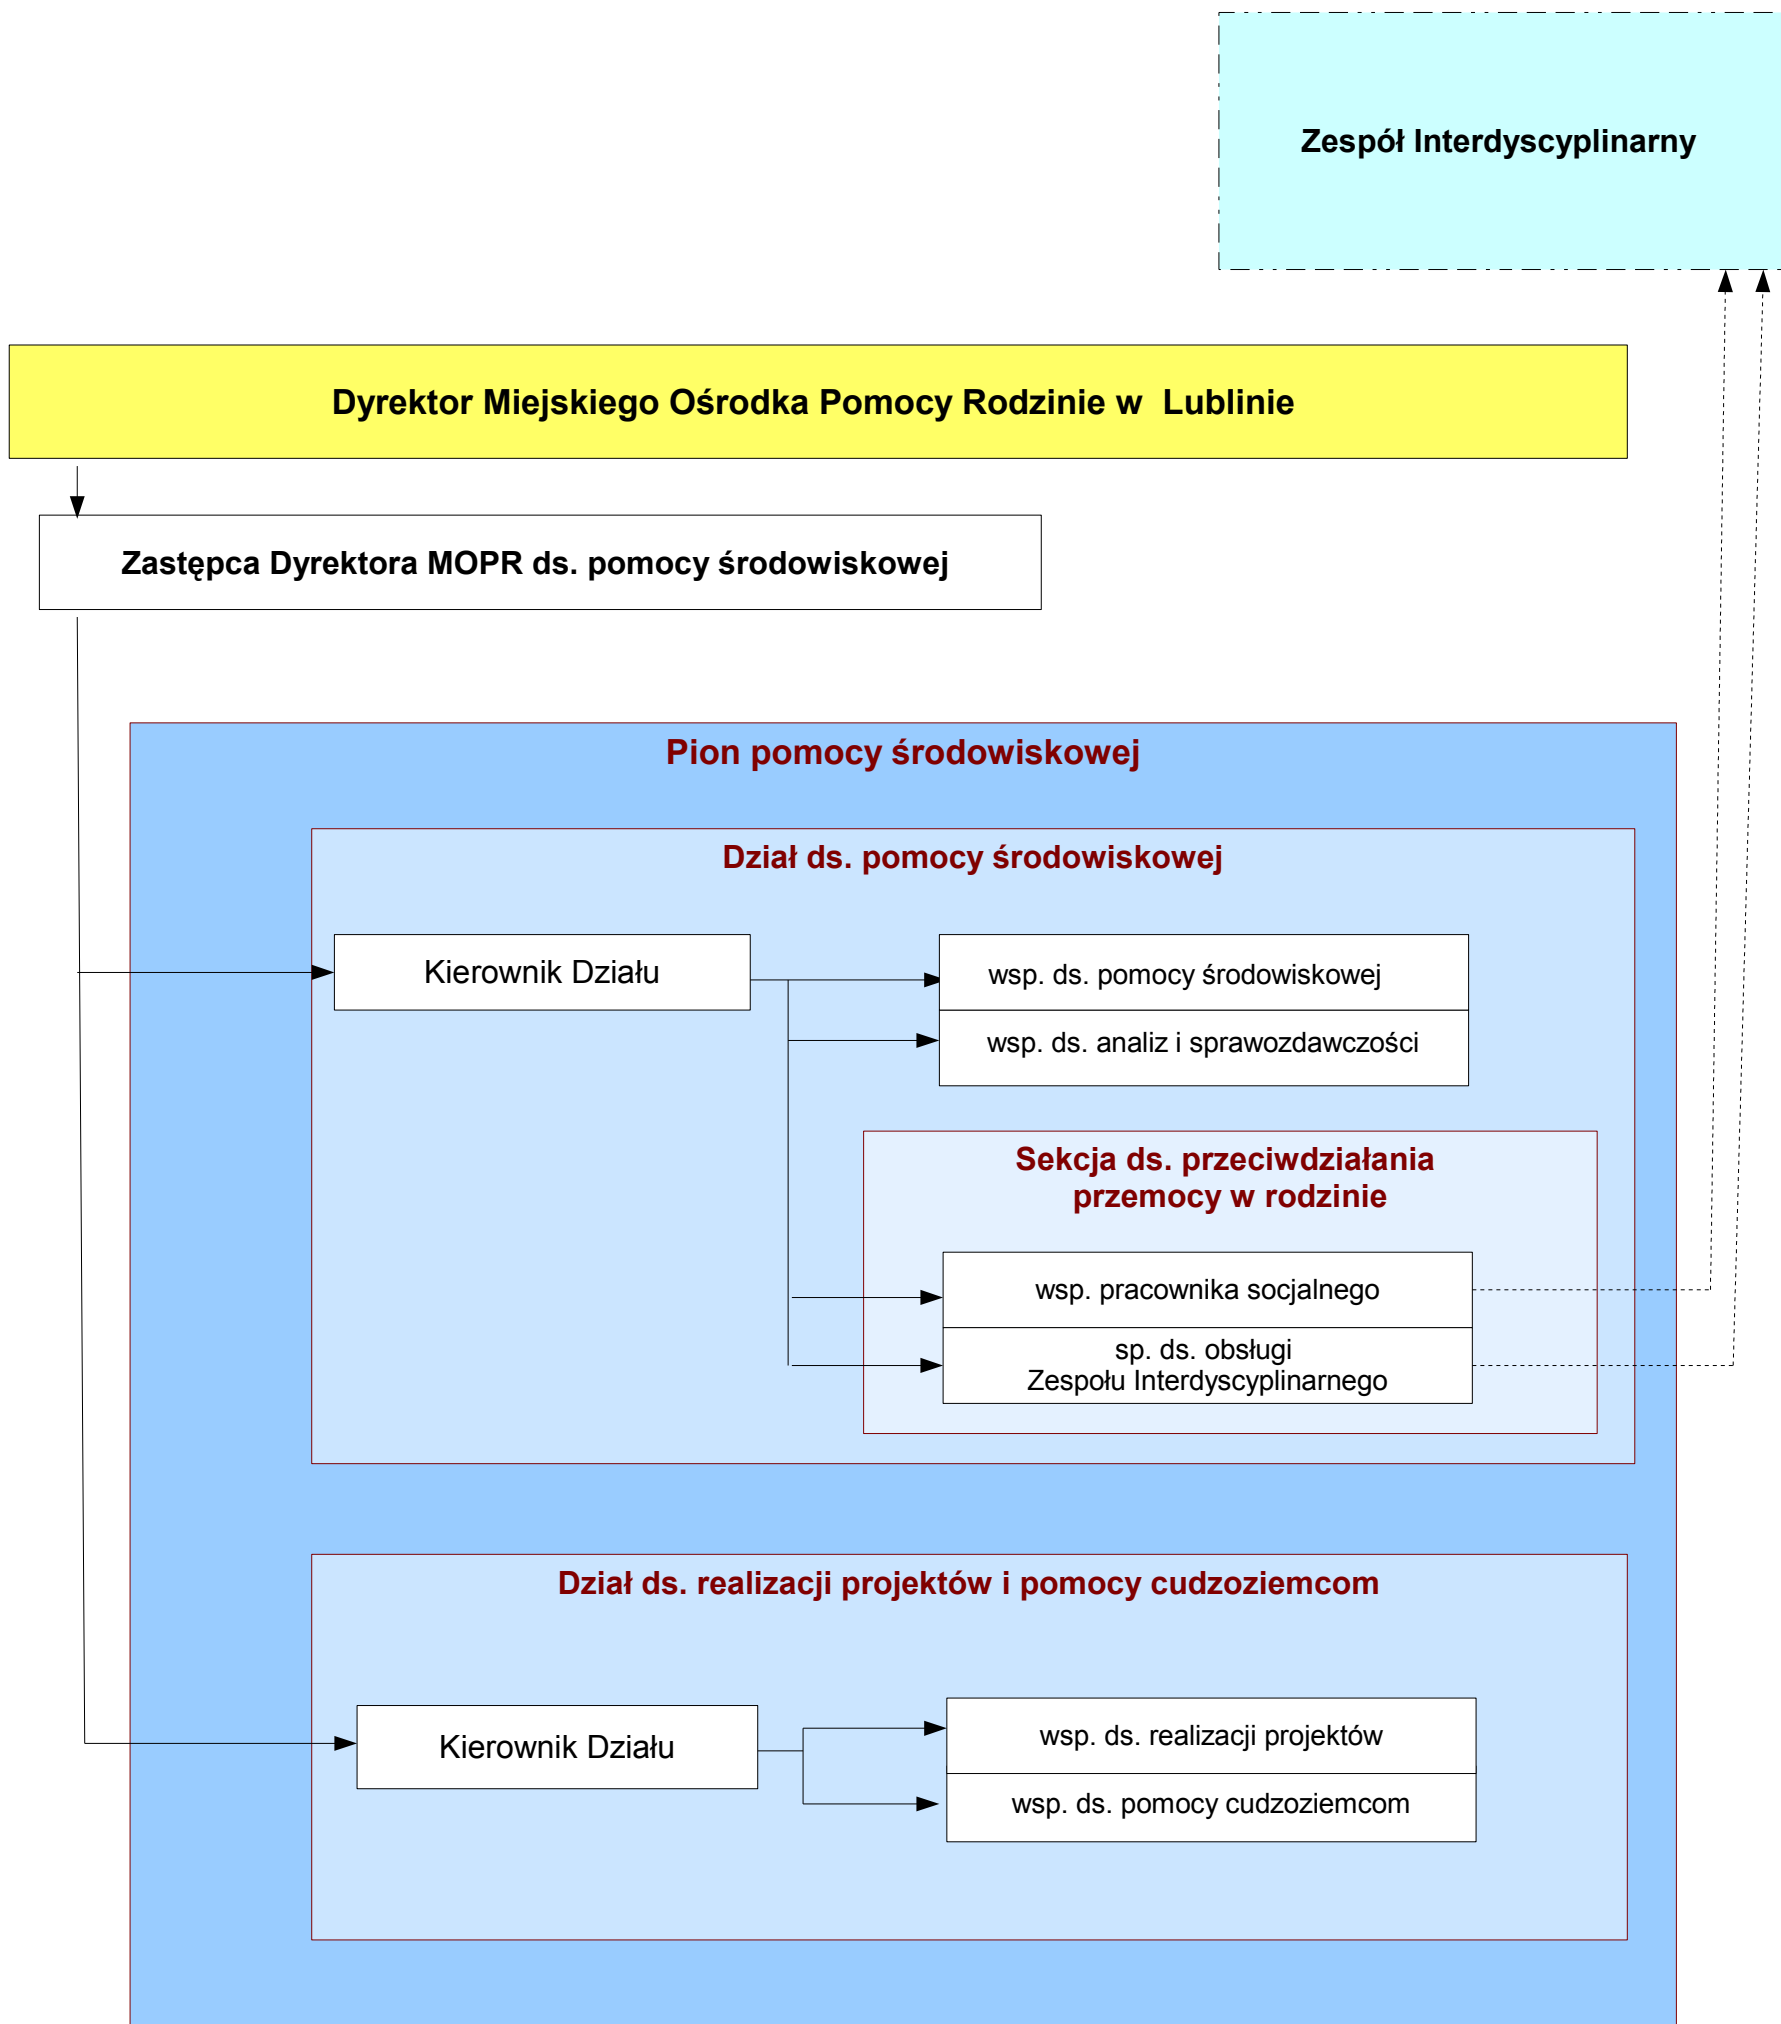 Zespół Interdyscyplinarny
Dyrektor Miejskiego Ośrodka Pomocy Rodzinie w Lublinie
Zastępca Dyrektora MOPR ds. pomocy środowiskowej
Pion pomocy środowiskowej
Dział ds. pomocy środowiskowej
Kierownik Działu
wsp. ds. pomocy środowiskowej
wsp. ds. analiz i sprawozdawczości
Sekcja ds. przeciwdziałania
przemocy w rodzinie
wsp. pracownika socjalnego
sp. ds. obsługi
Zespołu Interdyscyplinarnego
Dział ds. realizacji projektów i pomocy cudzoziemcom
Kierownik Działu
wsp. ds. realizacji projektów
wsp. ds. pomocy cudzoziemcom